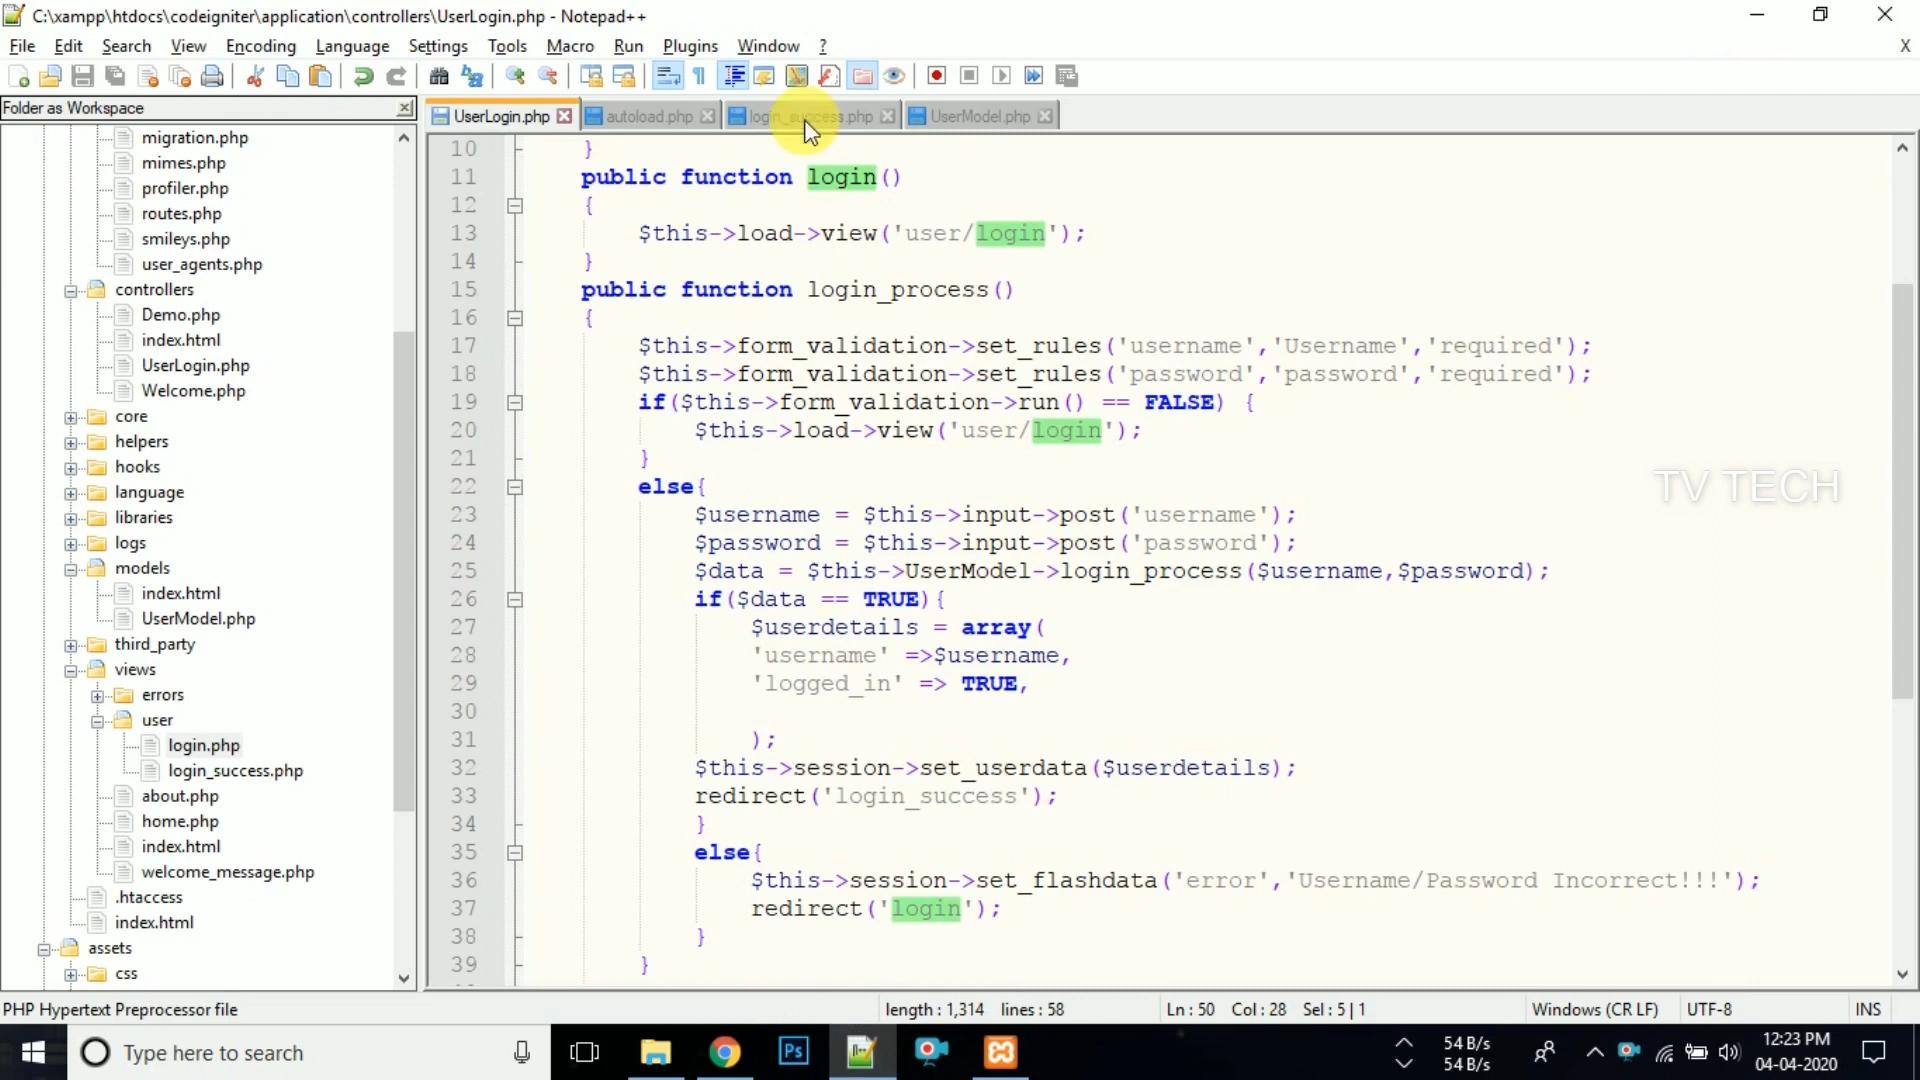 C:\xampp\htdocs\codeigniter\application\controllers\UserLogin.php - Notepad++
File Edit Search View Encoding Language Settings Tools Macro Run Plugins Window ? X
Folder as Workspace
migration.php
mimes.php
profiler.php
routes.php
smileys.php
user_agents.php
controllers
Demo.php
index.html
UserLogin.php
Welcome.php
core
helpers
hooks
language
libraries
logs
models
index.html
UserModel.php
third_party
views
errors
user
login.php
login_success.php
about.php
home.php
index.html
welcome_message.php
.htaccess
index.html
assets
css
UserLogin.php autoload.php login_success.php UserModel.php
10 }
11 public function login()
12 {
13 $this->load->view('user/login');
14 }
15 public function login_process()
16 {
17 $this->form_validation->set_rules('username','Username','required');
18 $this->form_validation->set_rules('password','password','required');
19 if($this->form_validation->run() == FALSE) {
20 $this->load->view('user/login');
21 }
22 else{
23 $username = $this->input->post('username');
24 $password = $this->input->post('password');
25 $data = $this->UserModel->login_process($username,$password);
26 if($data == TRUE){
27 $userdetails = array(
28 'username' =>$username,
29 'logged_in' => TRUE,
30
31 );
32 $this->session->set_userdata($userdetails);
33 redirect('login_success');
34 }
35 else{
36 $this->session->set_flashdata('error','Username/Password Incorrect!!!');
37 redirect('login');
38 }
39 }
TV TECH
PHP Hypertext Preprocessor file length : 1,314 lines : 58 Ln : 50 Col : 28 Sel : 5 | 1 Windows (CR LF) UTF-8 INS
Type here to search
Ps
54 B/s
54 B/s
12:23 PM
04-04-2020